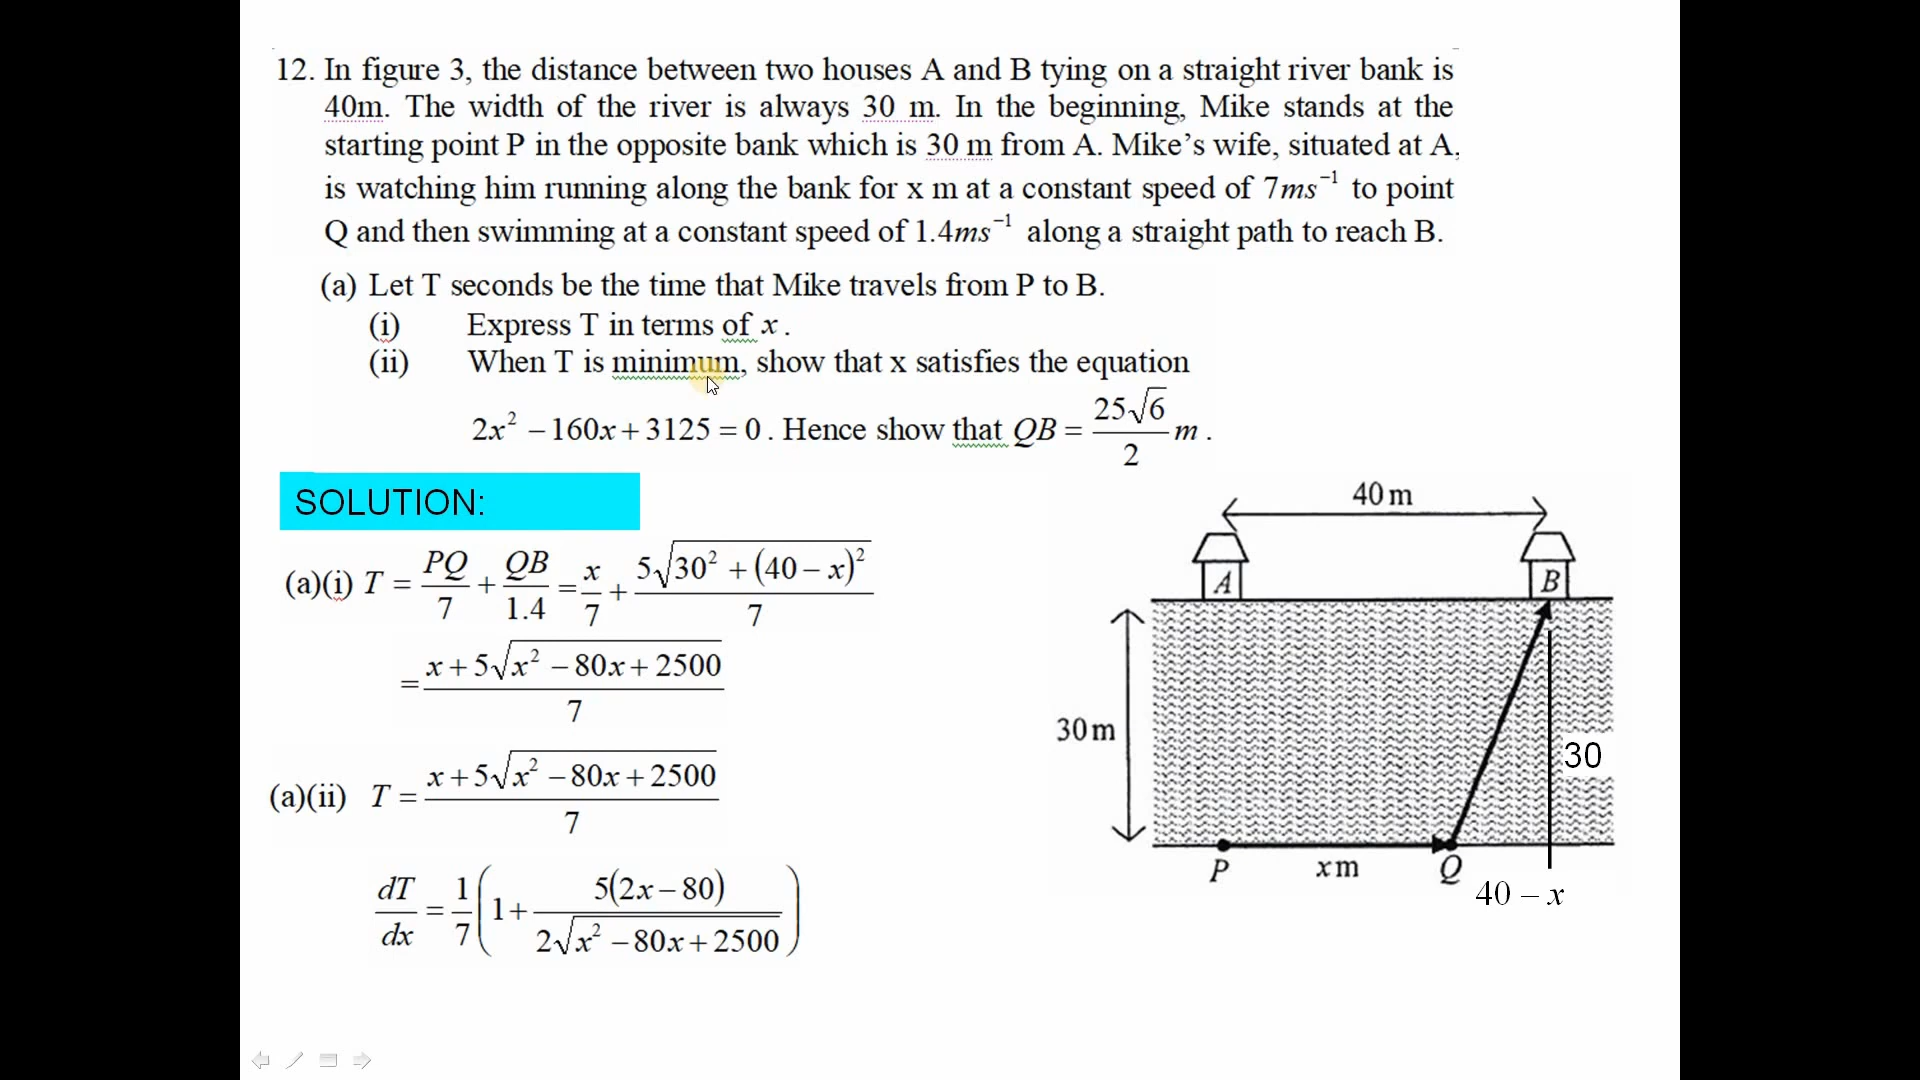 12. In figure 3, the distance between two houses A and B tying on a straight river bank is
40m. The width of the river is always 30 m. In the beginning, Mike stands at the
starting point P in the opposite bank which is 30 m from A. Mike’s wife, situated at A,
is watching him running along the bank for x m at a constant speed of 7ms⁻¹ to point
Q and then swimming at a constant speed of 1.4ms⁻¹ along a straight path to reach B.
(a) Let T seconds be the time that Mike travels from P to B.
(i) Express T in terms of x.
(ii) When T is minimum, show that x satisfies the equation
2x² − 160x + 3125 = 0. Hence show that QB = 25√6/2 m.
SOLUTION:
(a)(i) T = PQ/7 + QB/1.4 = x/7 + 5√(30² + (40 − x)²)/7
= (x + 5√(x² − 80x + 2500))/7
(a)(ii) T = (x + 5√(x² − 80x + 2500))/7
dT/dx = 1/7(1 + 5(2x − 80)/(2√(x² − 80x + 2500)))
40 m
A
B
30 m
30
P
x m
Q
40 − x